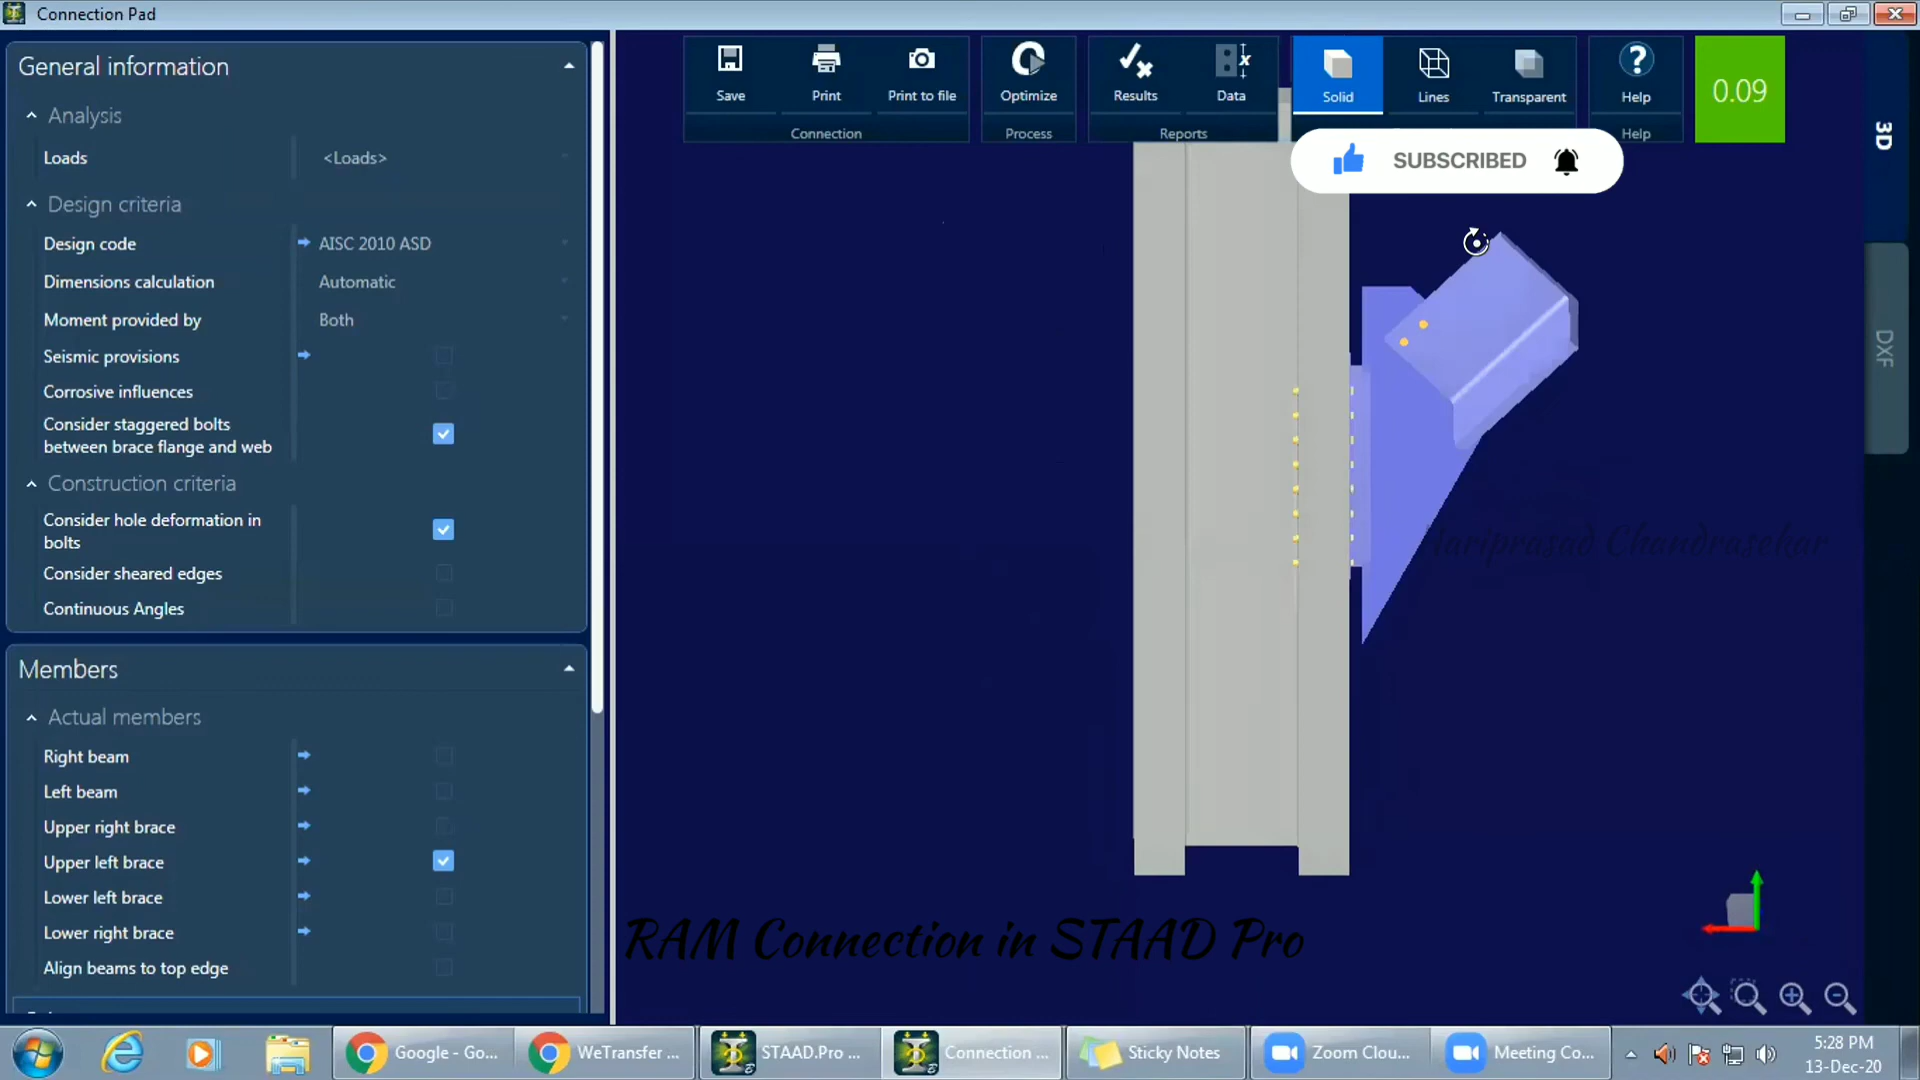 Connection Pad
General information
Analysis
Loads
<Loads>
Design criteria
Design code
AISC 2010 ASD
Dimensions calculation
Automatic
Moment provided by
Both
Seismic provisions
Corrosive influences
Consider staggered bolts
between brace flange and web
Construction criteria
Consider hole deformation in
bolts
Consider sheared edges
Continuous Angles
Members
Actual members
Right beam
Left beam
Upper right brace
Upper left brace
Lower left brace
Lower right brace
Align beams to top edge
Save
Print
Print to file
Connection
Optimize
Process
Results
Data
Reports
Solid
Lines
Transparent
Help
Help
0.09
3D
DXF
SUBSCRIBED
Hariprasad Chandrasekar
RAM Connection in STAAD Pro
Google - Go...
WeTransfer ...
STAAD.Pro ...
Connection ...
Sticky Notes
Zoom Clou...
Meeting Co...
5:28 PM
13-Dec-20